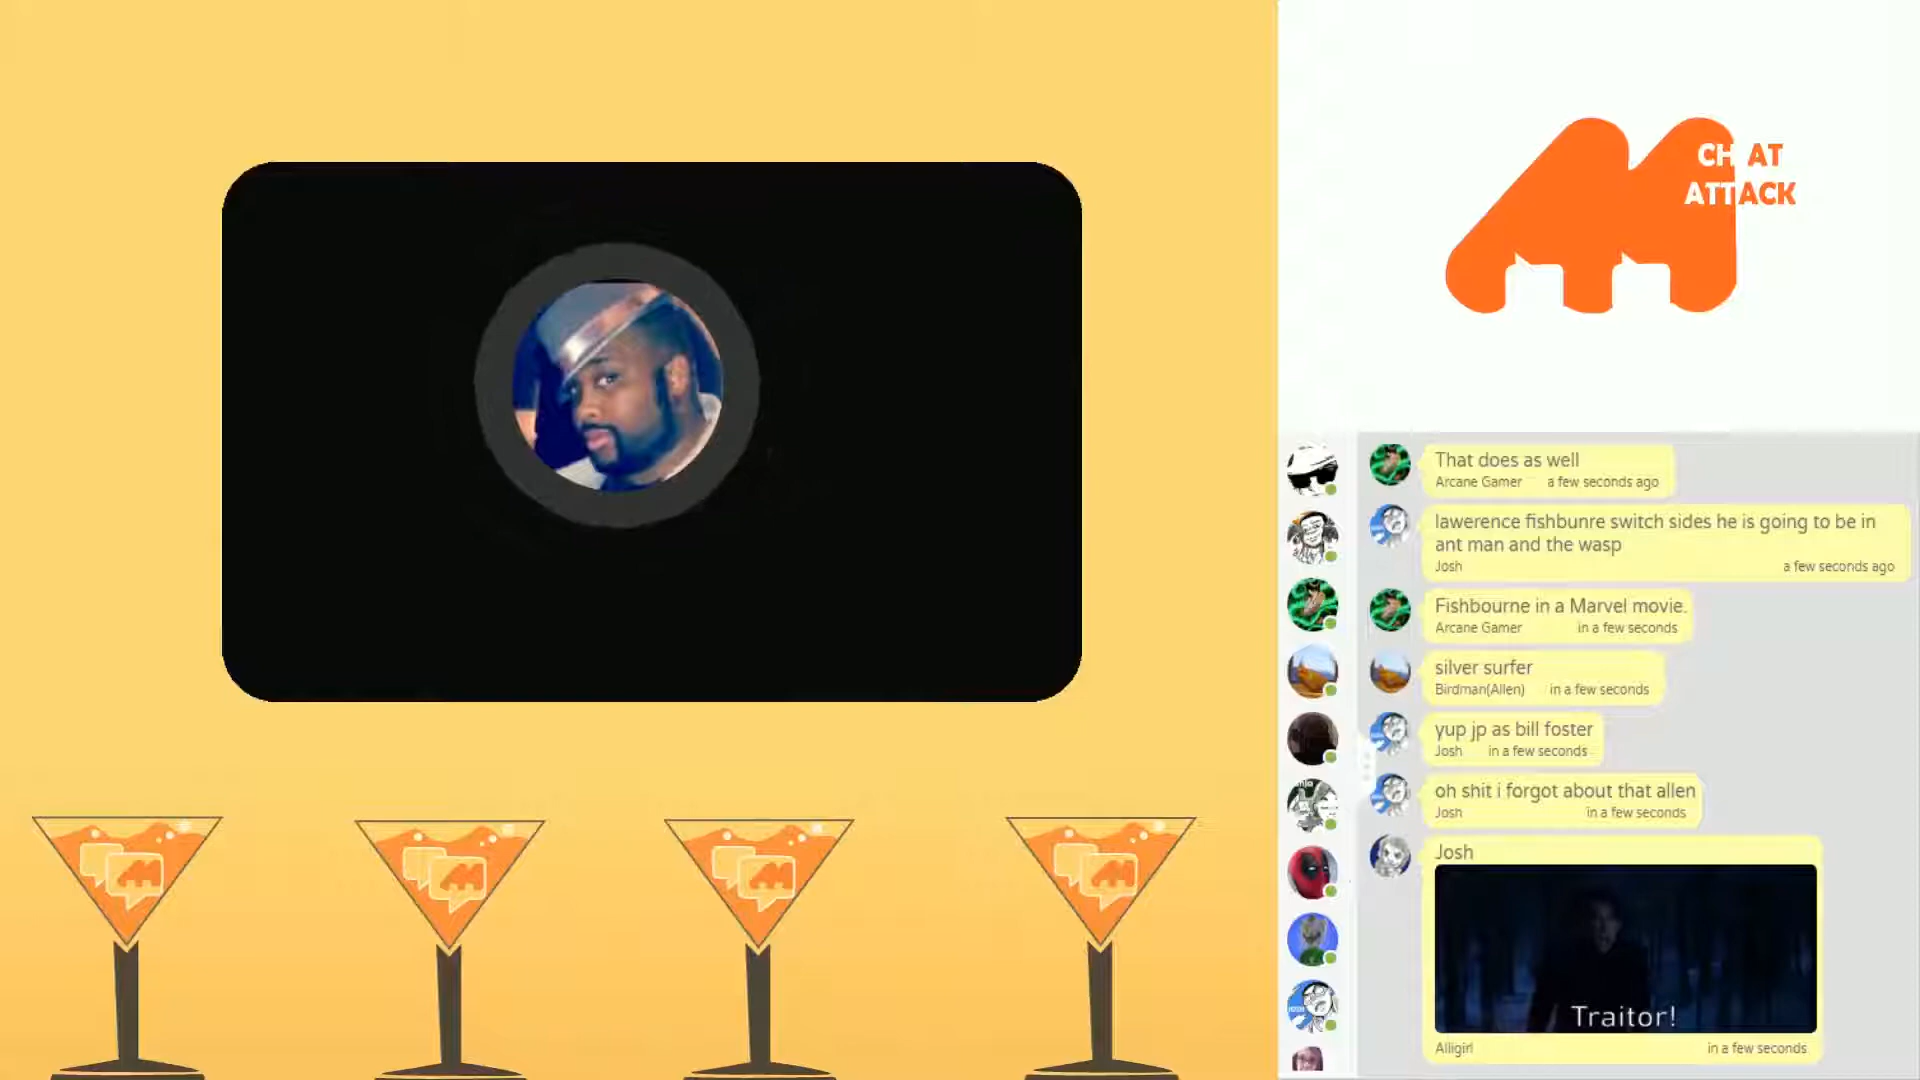 CHAT
ATTACK
That does as well
Arcane Gamer a few seconds ago
lawerence fishbunre switch sides he is going to be in
ant man and the wasp
Josh a few seconds ago
Fishbourne in a Marvel movie.
Arcane Gamer in a few seconds
silver surfer
Birdman(Allen) in a few seconds
yup jp as bill foster
Josh in a few seconds
oh shit i forgot about that allen
Josh in a few seconds
Josh
Traitor!
Alligirl in a few seconds